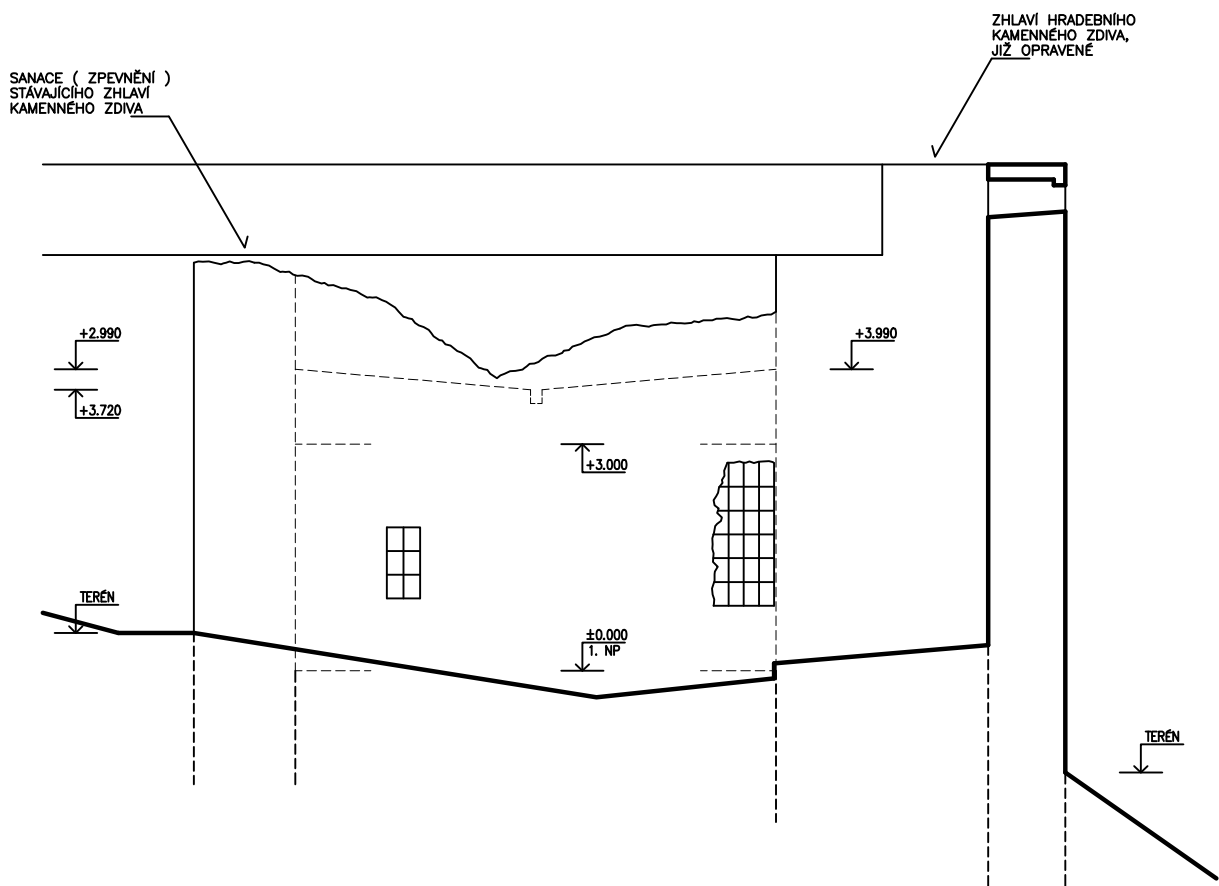 ZHLAVÍ HRADEBNÍHO
KAMENNÉHO ZDIVA,
JIŽ OPRAVENÉ
SANACE ( ZPEVNĚNÍ )
STÁVAJÍCÍHO ZHLAVÍ
KAMENNÉHO ZDIVA
+2.990
+3.990
+3.720
+3.000
TERÉN
±0.000
1. NP
TERÉN